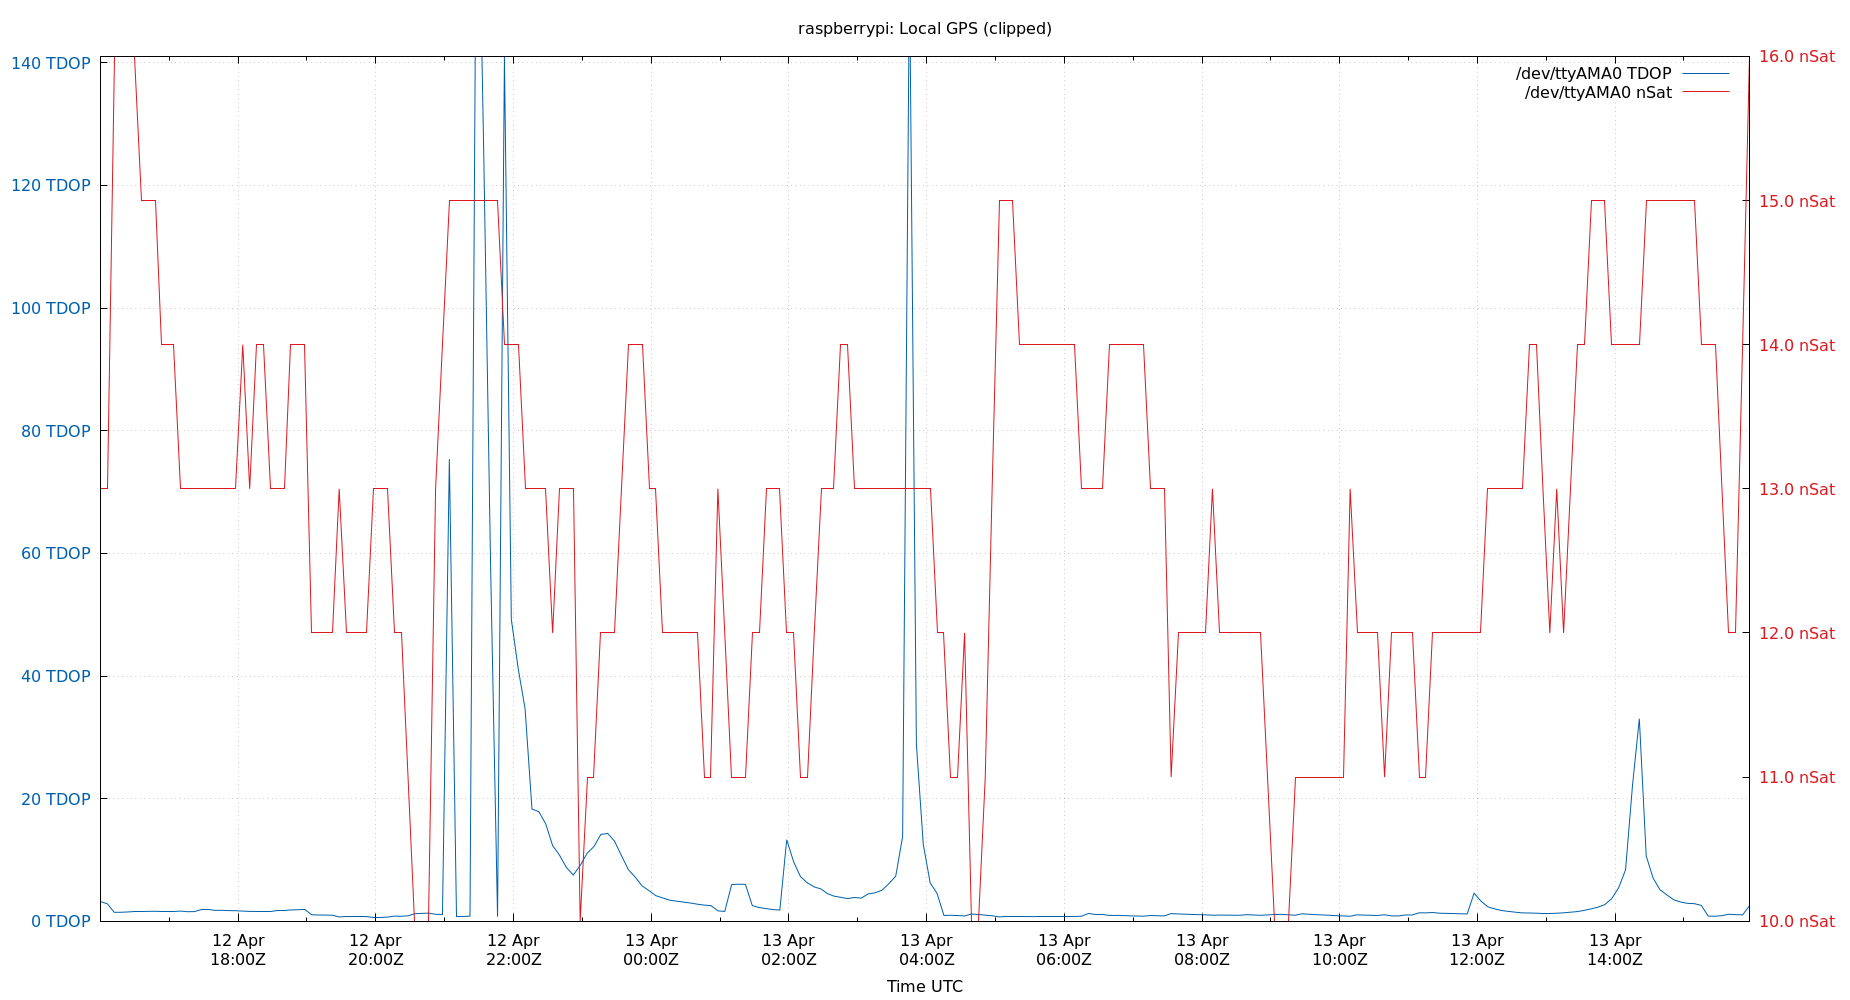 raspberrypi: Local GPS (clipped)
140 TDOP
120 TDOP
100 TDOP
80 TDOP
60 TDOP
40 TDOP
20 TDOP
0 TDOP
16.0 nSat
15.0 nSat
14.0 nSat
13.0 nSat
12.0 nSat
11.0 nSat
10.0 nSat
/dev/ttyAMA0 TDOP
/dev/ttyAMA0 nSat
12 Apr
18:00Z
12 Apr
20:00Z
12 Apr
22:00Z
13 Apr
00:00Z
13 Apr
02:00Z
13 Apr
04:00Z
13 Apr
06:00Z
13 Apr
08:00Z
13 Apr
10:00Z
13 Apr
12:00Z
13 Apr
14:00Z
Time UTC